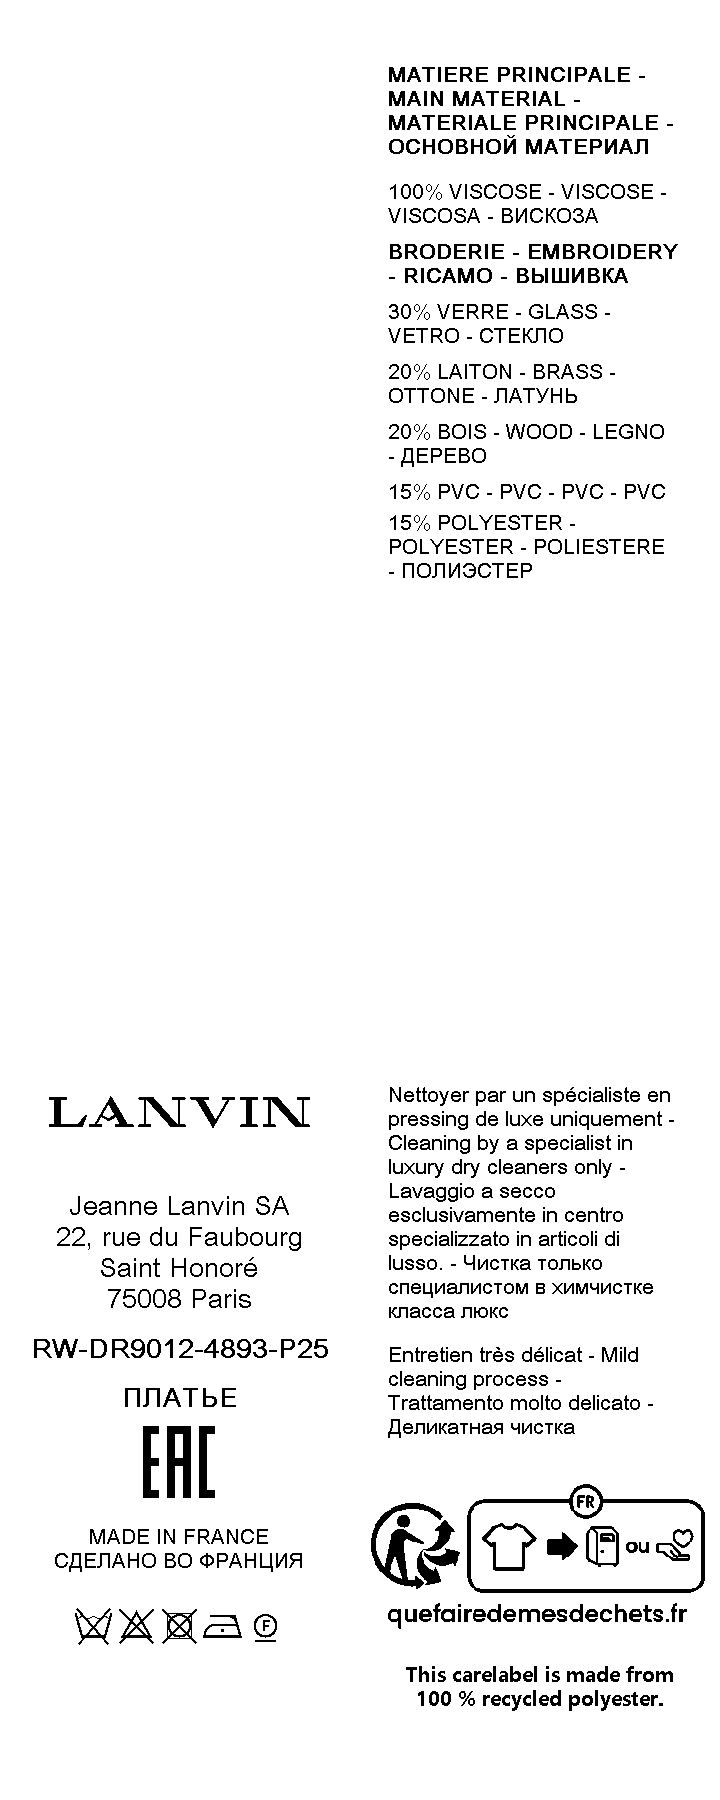 MATIERE PRINCIPALE -
MAIN MATERIAL -
MATERIALE PRINCIPALE -
ОСНОВНОЙ МАТЕРИАЛ
100% VISCOSE - VISCOSE -
VISCOSA - ВИСКОЗА
BRODERIE - EMBROIDERY
- RICAMO - ВЫШИВКА
30% VERRE - GLASS -
VETRO - СТЕКЛО
20% LAITON - BRASS -
OTTONE - ЛАТУНЬ
20% BOIS - WOOD - LEGNO
- ДЕРЕВО
15% PVC - PVC - PVC - PVC
15% POLYESTER -
POLYESTER - POLIESTERE
- ПОЛИЭСТЕР
LANVIN
Jeanne Lanvin SA
22, rue du Faubourg
Saint Honoré
75008 Paris
RW-DR9012-4893-P25
ПЛАТЬЕ
EAC
MADE IN FRANCE
СДЕЛАНО ВО ФРАНЦИЯ
F
Nettoyer par un spécialiste en
pressing de luxe uniquement -
Cleaning by a specialist in
luxury dry cleaners only -
Lavaggio a secco
esclusivamente in centro
specializzato in articoli di
lusso. - Чистка только
специалистом в химчистке
класса люкс
Entretien très délicat - Mild
cleaning process -
Trattamento molto delicato -
Деликатная чистка
FR
ou
quefairedemesdechets.fr
This carelabel is made from
100 % recycled polyester.